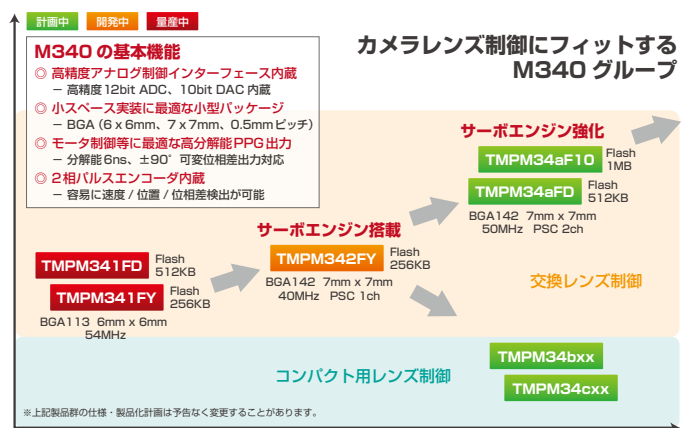 計画中 開発中 量産中
カメラレンズ制御にフィットする
M340 グループ
M340 の基本機能
◎ 高精度アナログ制御インターフェース内蔵
− 高精度12bit ADC、10bit DAC 内蔵
◎ 小スペース実装に最適な小型パッケージ
− BGA（6 x 6mm、7 x 7mm、0.5mmピッチ）
◎ モータ制御等に最適な高分解能PPG出力
− 分解能6ns、±90°可変位相差出力対応
◎ 2相パルスエンコーダ内蔵
− 容易に速度 / 位置 / 位相差検出が可能
サーボエンジン強化
TMPM34aF10 Flash
1MB
TMPM34aFD Flash
512KB
BGA142 7mm x 7mm
50MHz PSC 2ch
サーボエンジン搭載
TMPM342FY Flash
256KB
BGA142 7mm x 7mm
40MHz PSC 1ch
TMPM341FD Flash
512KB
TMPM341FY Flash
256KB
BGA113 6mm x 6mm
54MHz
交換レンズ制御
コンパクト用レンズ制御
TMPM34bxx
TMPM34cxx
※上記製品群の仕様・製品化計画は予告なく変更することがあります。